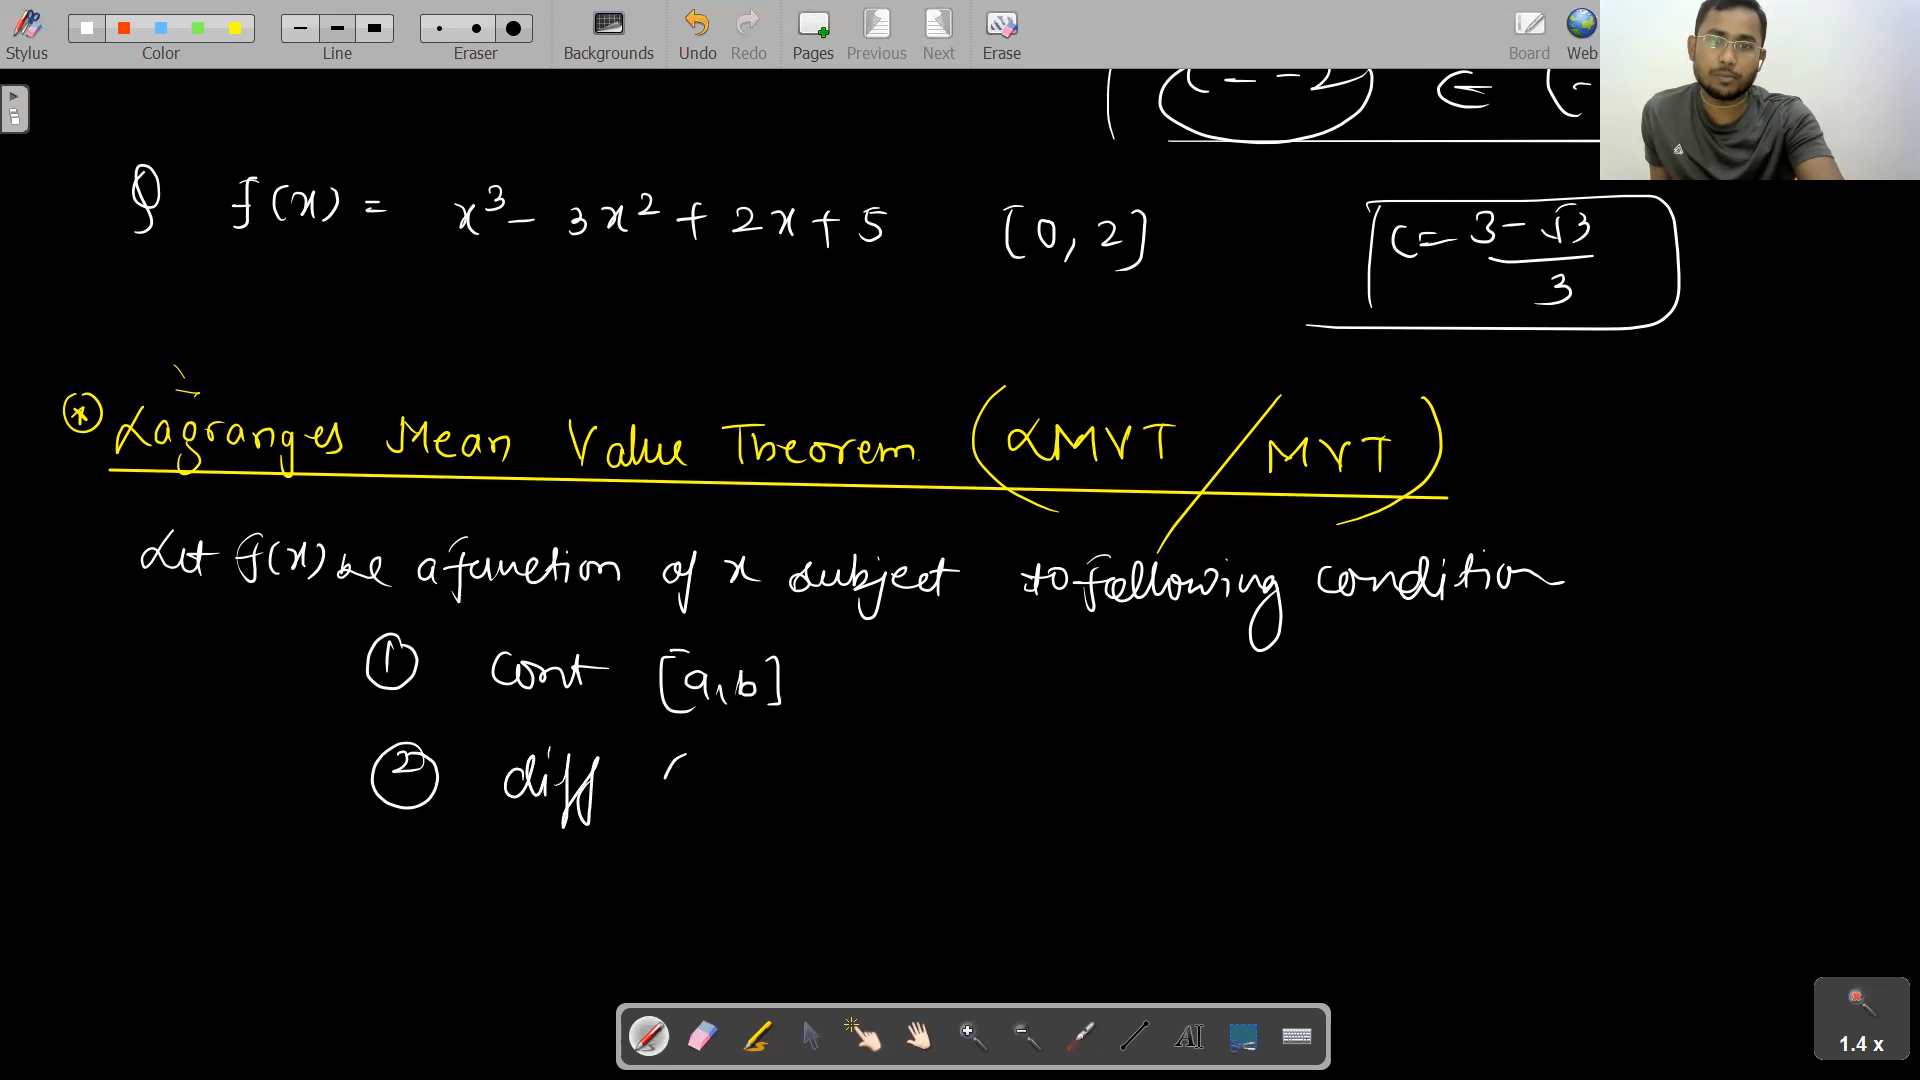 Stylus Color Line Eraser Backgrounds Undo Redo Pages Previous Next Erase Board Web
c = -2 ∈ (-
Q f(x) = x³ - 3x² + 2x + 5 [0, 2] c = 3 - √3 / 3
* Lagranges Mean Value Theorem (LMVT / MVT)
Let f(x) be a function of x subject to following condition
① cont [a, b]
② diff (
AI
1.4 x